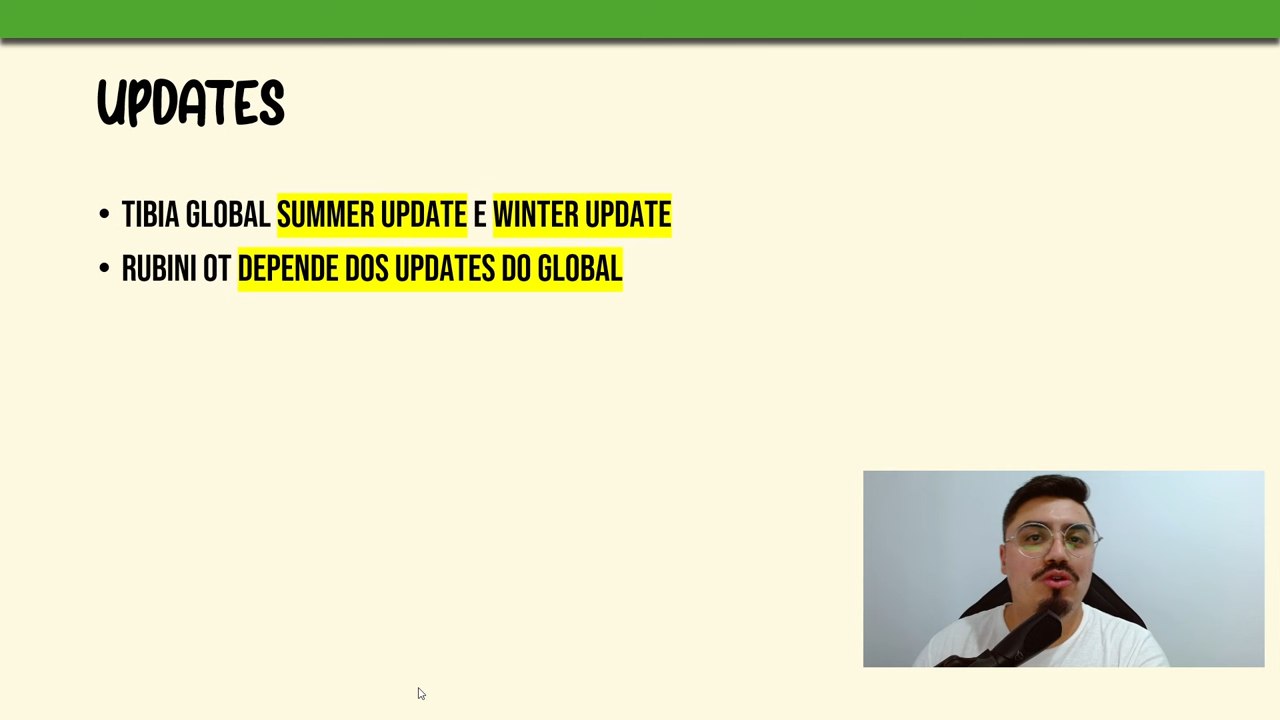 UPDATES
• TIBIA GLOBAL SUMMER UPDATE E WINTER UPDATE
• RUBINI OT DEPENDE DOS UPDATES DO GLOBAL